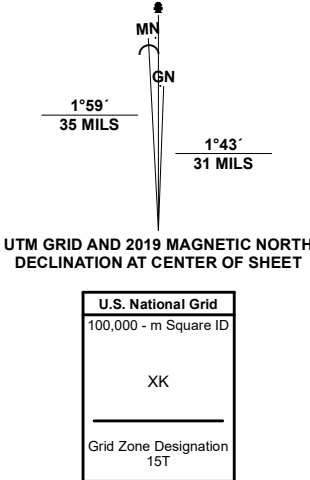 MN
GN
1°59´
35 MILS
1°43´
31 MILS
UTM GRID AND 2019 MAGNETIC NORTH
DECLINATION AT CENTER OF SHEET
U.S. National Grid
100,000 - m Square ID
XK
Grid Zone Designation
15T